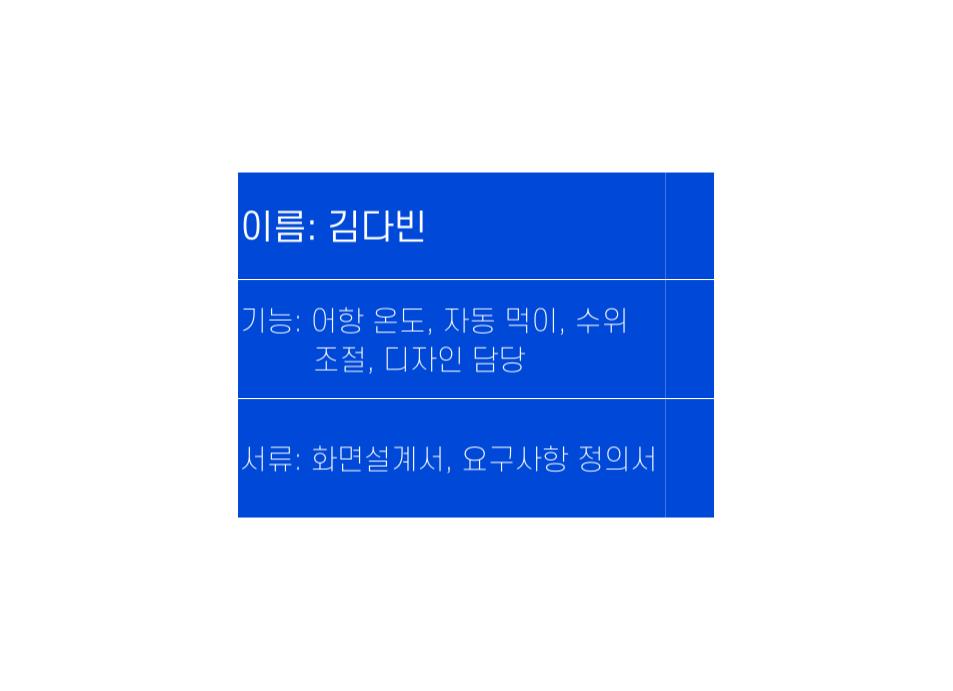 이름: 김다빈
기능: 어항 온도, 자동 먹이, 수위
조절, 디자인 담당
서류: 화면설계서, 요구사항 정의서